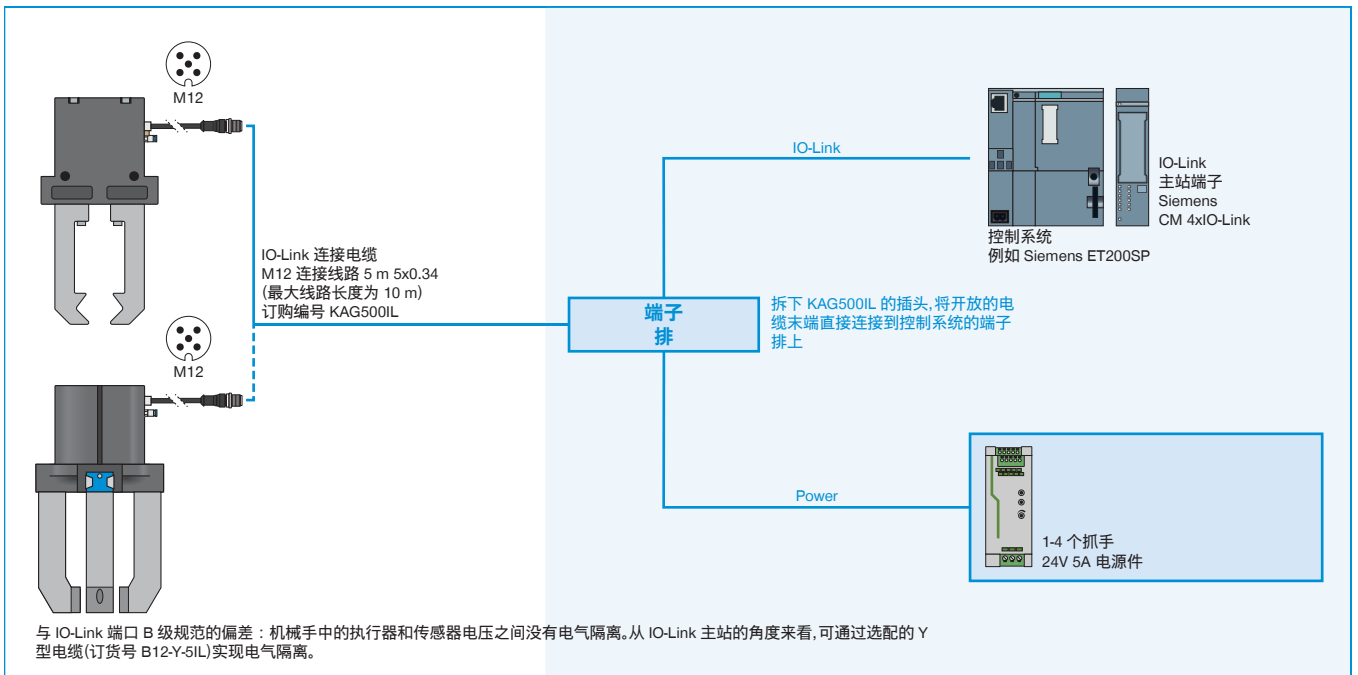 M12
IO-Link 连接电缆
M12 连接线路 5 m 5x0.34
(最大线路长度为 10 m)
订购编号 KAG500IL
M12
IO-Link
IO-Link
主站端子
Siemens
CM 4xIO-Link
控制系统
例如 Siemens ET200SP
端子
排
拆下 KAG500IL 的插头,将开放的电
缆末端直接连接到控制系统的端子
排上
Power
1-4 个抓手
24V 5A 电源件
与 IO-Link 端口 B 级规范的偏差：机械手中的执行器和传感器电压之间没有电气隔离。从 IO-Link 主站的角度来看,可通过选配的 Y
型电缆(订货号 B12-Y-5IL)实现电气隔离。